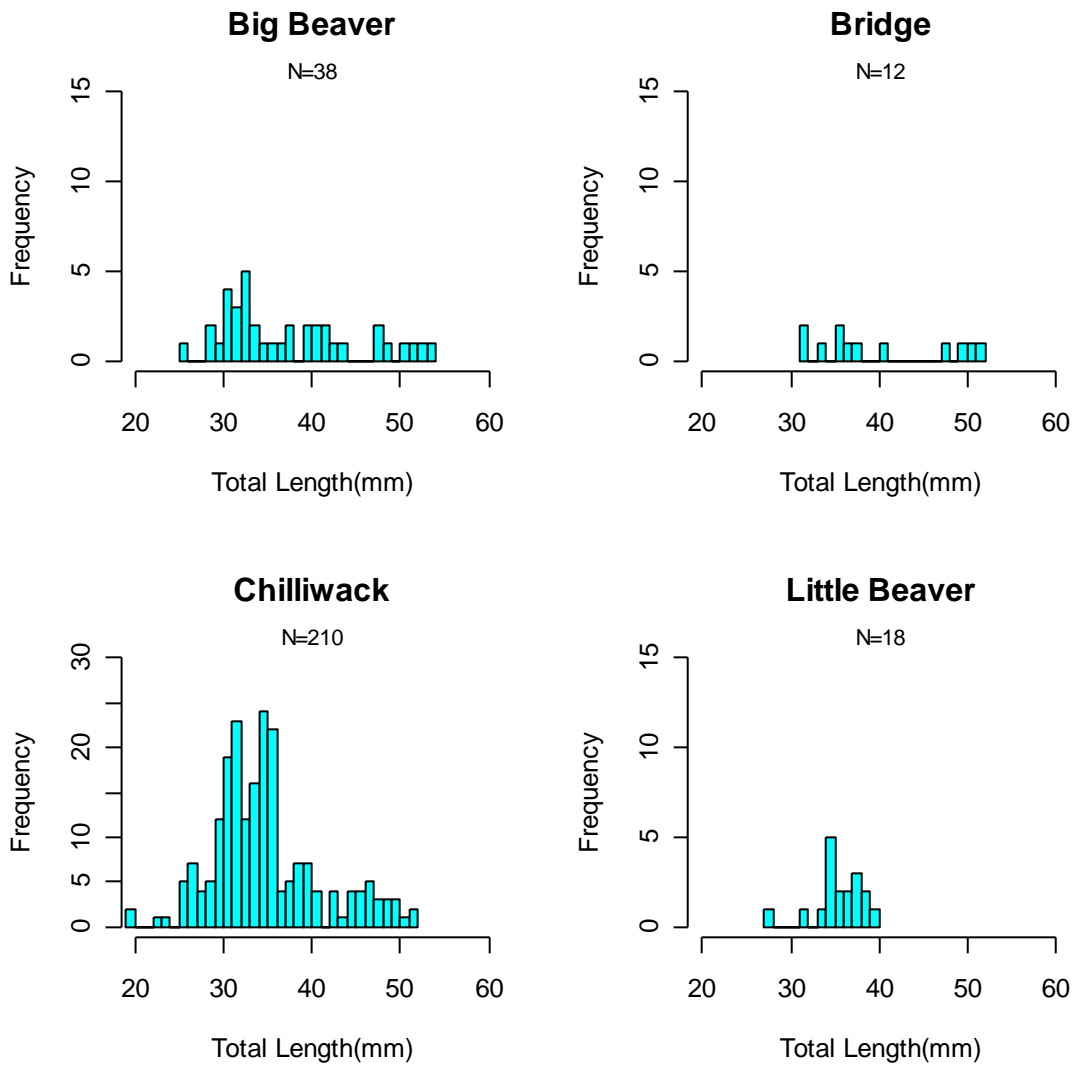 Big Beaver
N=38
Frequency
0 5 10 15
20 30 40 50 60
Total Length(mm)
Bridge
N=12
Frequency
0 5 10 15
20 30 40 50 60
Total Length(mm)
Chilliwack
N=210
Frequency
0 5 10 20 30
20 30 40 50 60
Total Length(mm)
Little Beaver
N=18
Frequency
0 5 10 15
20 30 40 50 60
Total Length(mm)